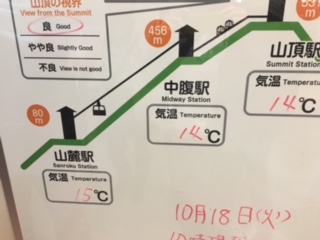 山頂の視界
View from the Summit
良 Good
やや良 Slightly Good
不良 View is not good
80
m
456
m
m
山頂駅
Summit Station
気温 Temperature
14℃
中腹駅
Midway Station
気温 Temperature
14℃
山麓駅
Sanroku Station
気温 Temperature
15℃
10月18日(火)